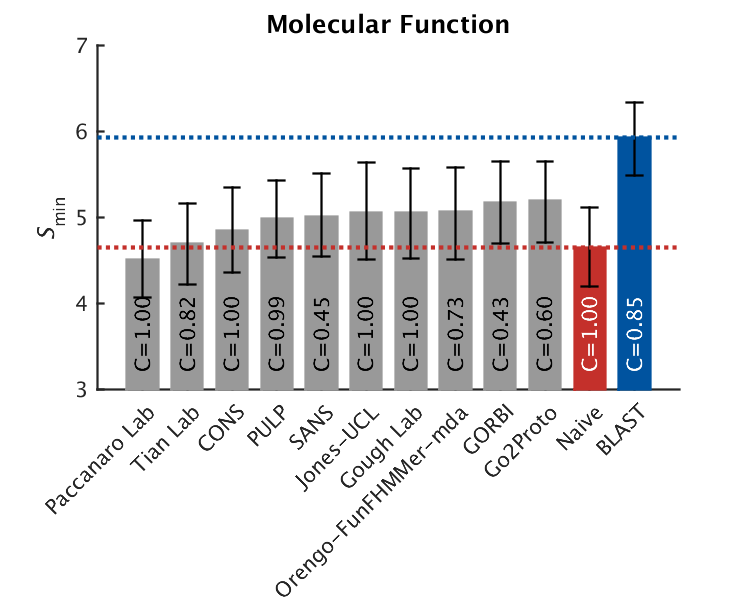 Molecular Function
7
6
5
4
3
Smin
C=1.00
C=0.82
C=1.00
C=0.99
C=0.45
C=1.00
C=1.00
C=0.73
C=0.43
C=0.60
C=1.00
C=0.85
Paccanaro Lab
Tian Lab
CONS
PULP
SANS
Jones-UCL
Gough Lab
Orengo-FunFHMMer-mda
GORBI
Go2Proto
Naive
BLAST